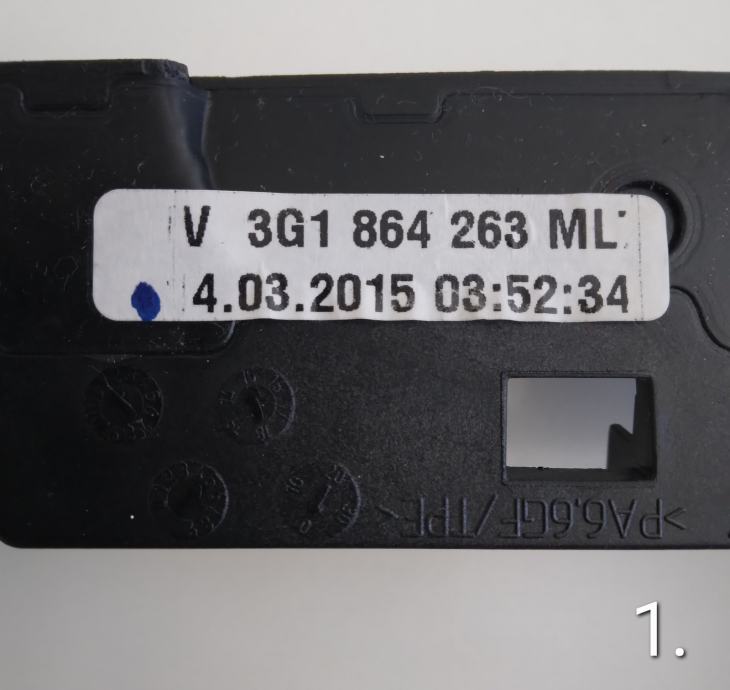 V 3G1 864 263 ML
4.03.2015 03:52:34
>PA6.6GF/TPE<
1.